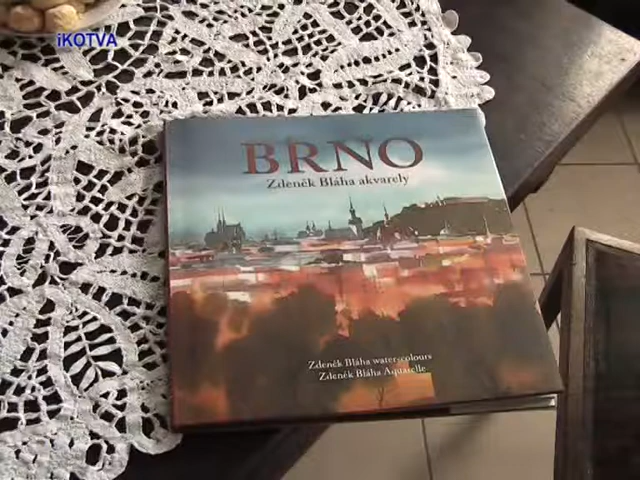 iKOTVA
BRNO
Zdeněk Bláha akvarely
Zdeněk Bláha watercolours
Zdeněk Bláha Aquarelle